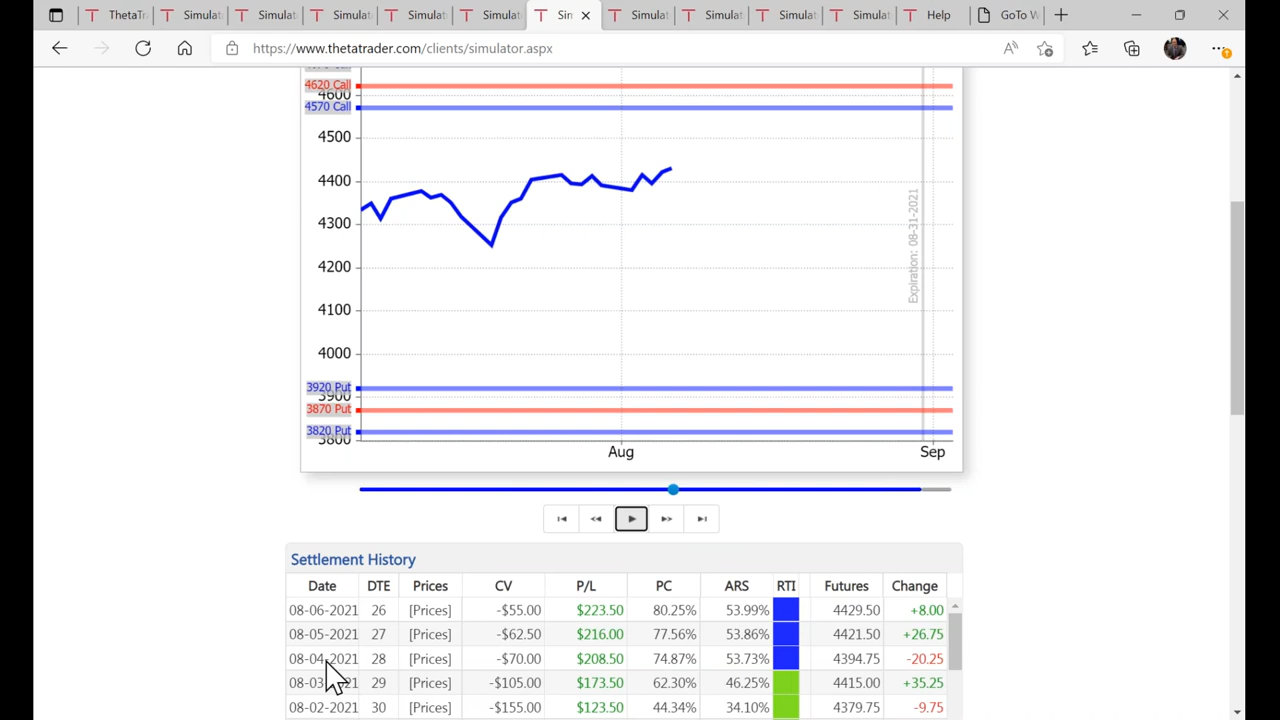 ThetaTra
Simulat
Simulat
Simulat
Simulat
Simulat
Sim
Simulat
Simulat
Simulat
Simulat
Help
GoTo W
https://www.thetatrader.com/clients/simulator.aspx
4620 Call
4600
4570 Call
4500
4400
4300
4200
4100
4000
3920 Put
3900
3870 Put
3820 Put
3800
Expiration: 08-31-2021
Aug
Sep
Settlement History
Date DTE Prices CV P/L PC ARS RTI Futures Change
08-06-2021 26 [Prices] -$55.00 $223.50 80.25% 53.99% 4429.50 +8.00
08-05-2021 27 [Prices] -$62.50 $216.00 77.56% 53.86% 4421.50 +26.75
08-04-2021 28 [Prices] -$70.00 $208.50 74.87% 53.73% 4394.75 -20.25
08-03-2021 29 [Prices] -$105.00 $173.50 62.30% 46.25% 4415.00 +35.25
08-02-2021 30 [Prices] -$155.00 $123.50 44.34% 34.10% 4379.75 -9.75